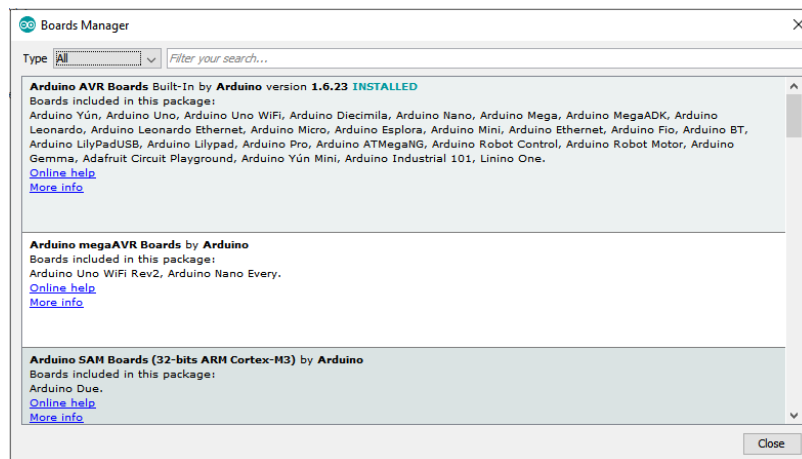 Boards Manager
Type All Filter your search...
Arduino AVR Boards Built-In by Arduino version 1.6.23 INSTALLED
Boards included in this package:
Arduino Yún, Arduino Uno, Arduino Uno WiFi, Arduino Diecimila, Arduino Nano, Arduino Mega, Arduino MegaADK, Arduino
Leonardo, Arduino Leonardo Ethernet, Arduino Micro, Arduino Esplora, Arduino Mini, Arduino Ethernet, Arduino Fio, Arduino BT,
Arduino LilyPadUSB, Arduino Lilypad, Arduino Pro, Arduino ATMegaNG, Arduino Robot Control, Arduino Robot Motor, Arduino
Gemma, Adafruit Circuit Playground, Arduino Yún Mini, Arduino Industrial 101, Linino One.
Online help
More info
Arduino megaAVR Boards by Arduino
Boards included in this package:
Arduino Uno WiFi Rev2, Arduino Nano Every.
Online help
More info
Arduino SAM Boards (32-bits ARM Cortex-M3) by Arduino
Boards included in this package:
Arduino Due.
Online help
More info
Close